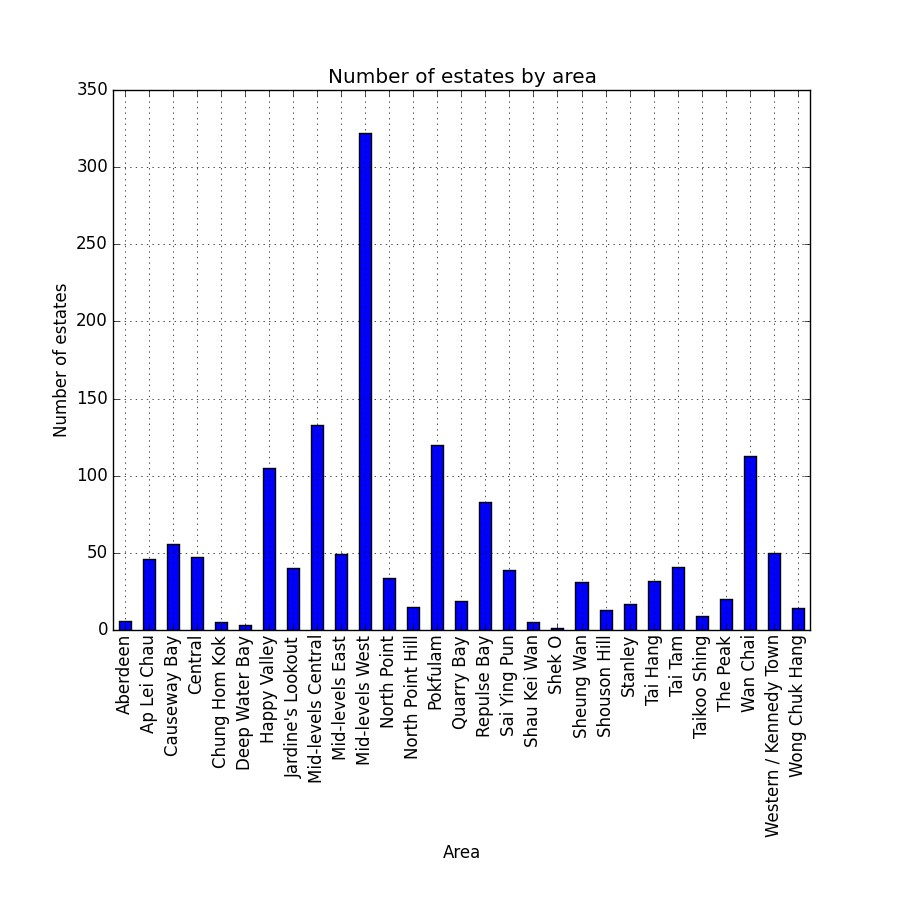 Number of estates by area
350
300
250
200
150
100
50
0
Number of estates
Aberdeen
Ap Lei Chau
Causeway Bay
Central
Chung Hom Kok
Deep Water Bay
Happy Valley
Jardine's Lookout
Mid-levels Central
Mid-levels East
Mid-levels West
North Point
North Point Hill
Pokfulam
Quarry Bay
Repulse Bay
Sai Ying Pun
Shau Kei Wan
Shek O
Sheung Wan
Shouson Hill
Stanley
Tai Hang
Tai Tam
Taikoo Shing
The Peak
Wan Chai
Western / Kennedy Town
Wong Chuk Hang
Area